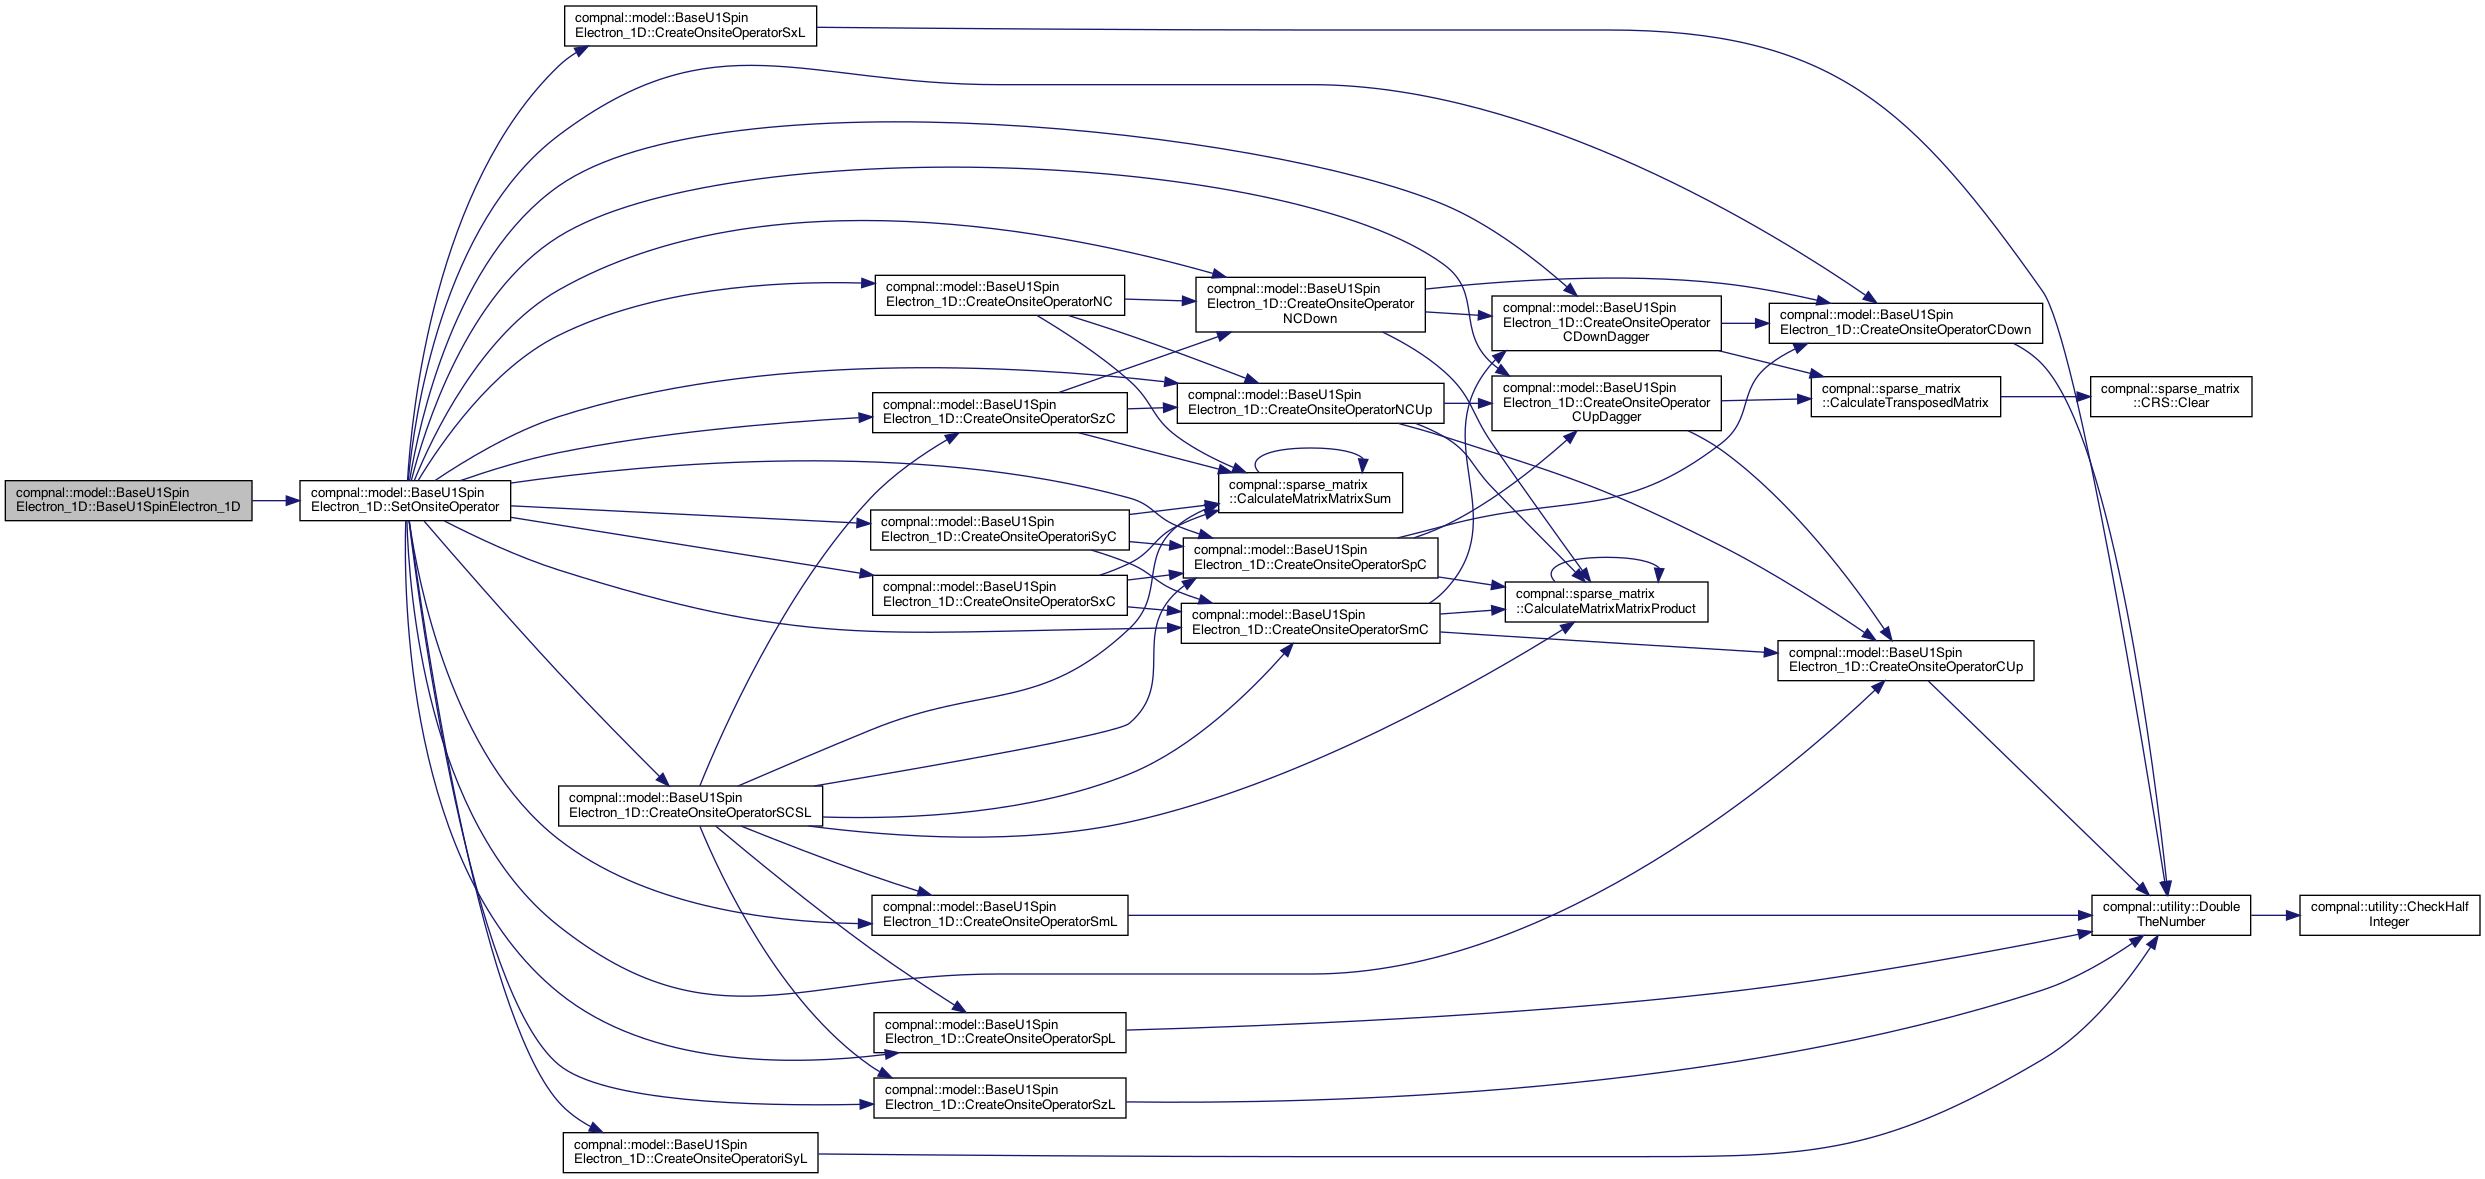 compnal::model::BaseU1Spin
Electron_1D::CreateOnsiteOperatorSxL
compnal::model::BaseU1Spin
Electron_1D::CreateOnsiteOperatorNC
compnal::model::BaseU1Spin
Electron_1D::CreateOnsiteOperator
NCDown
compnal::model::BaseU1Spin
Electron_1D::CreateOnsiteOperator
CDownDagger
compnal::model::BaseU1Spin
Electron_1D::CreateOnsiteOperatorCDown
compnal::model::BaseU1Spin
Electron_1D::CreateOnsiteOperatorSzC
compnal::model::BaseU1Spin
Electron_1D::CreateOnsiteOperatorNCUp
compnal::model::BaseU1Spin
Electron_1D::CreateOnsiteOperator
CUpDagger
compnal::sparse_matrix
::CalculateTransposedMatrix
compnal::sparse_matrix
::CRS::Clear
compnal::model::BaseU1Spin
Electron_1D::BaseU1SpinElectron_1D
compnal::model::BaseU1Spin
Electron_1D::SetOnsiteOperator
compnal::sparse_matrix
::CalculateMatrixMatrixSum
compnal::model::BaseU1Spin
Electron_1D::CreateOnsiteOperatoriSyC
compnal::model::BaseU1Spin
Electron_1D::CreateOnsiteOperatorSpC
compnal::model::BaseU1Spin
Electron_1D::CreateOnsiteOperatorSxC
compnal::sparse_matrix
::CalculateMatrixMatrixProduct
compnal::model::BaseU1Spin
Electron_1D::CreateOnsiteOperatorSmC
compnal::model::BaseU1Spin
Electron_1D::CreateOnsiteOperatorCUp
compnal::model::BaseU1Spin
Electron_1D::CreateOnsiteOperatorSCSL
compnal::model::BaseU1Spin
Electron_1D::CreateOnsiteOperatorSmL
compnal::utility::Double
TheNumber
compnal::utility::CheckHalf
Integer
compnal::model::BaseU1Spin
Electron_1D::CreateOnsiteOperatorSpL
compnal::model::BaseU1Spin
Electron_1D::CreateOnsiteOperatorSzL
compnal::model::BaseU1Spin
Electron_1D::CreateOnsiteOperatoriSyL